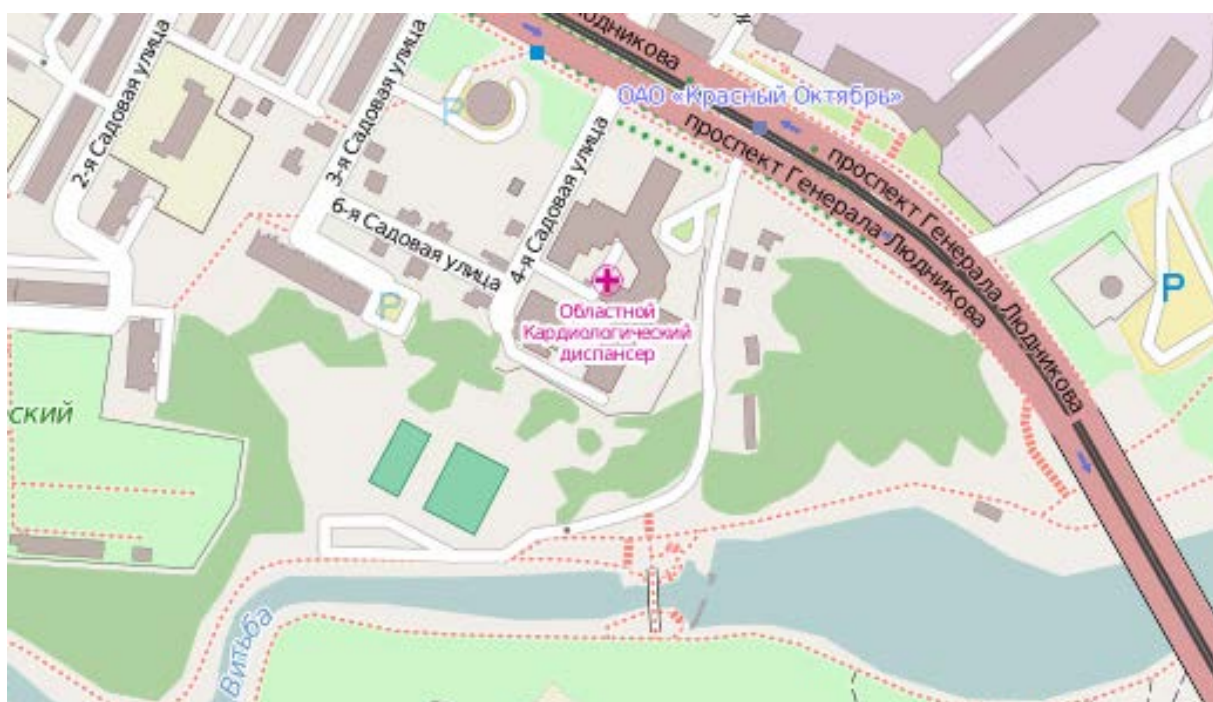 Людникова
ОАО «Красный Октябрь»
2-я Садовая улица
3-я Садовая улица
P
проспект Генерала Людникова
проспект Генерала Людникова
4-я Садовая улица
6-я Садовая улица
Людникова
P
P
Областной
Кардиологический
диспансер
ский
Витьба